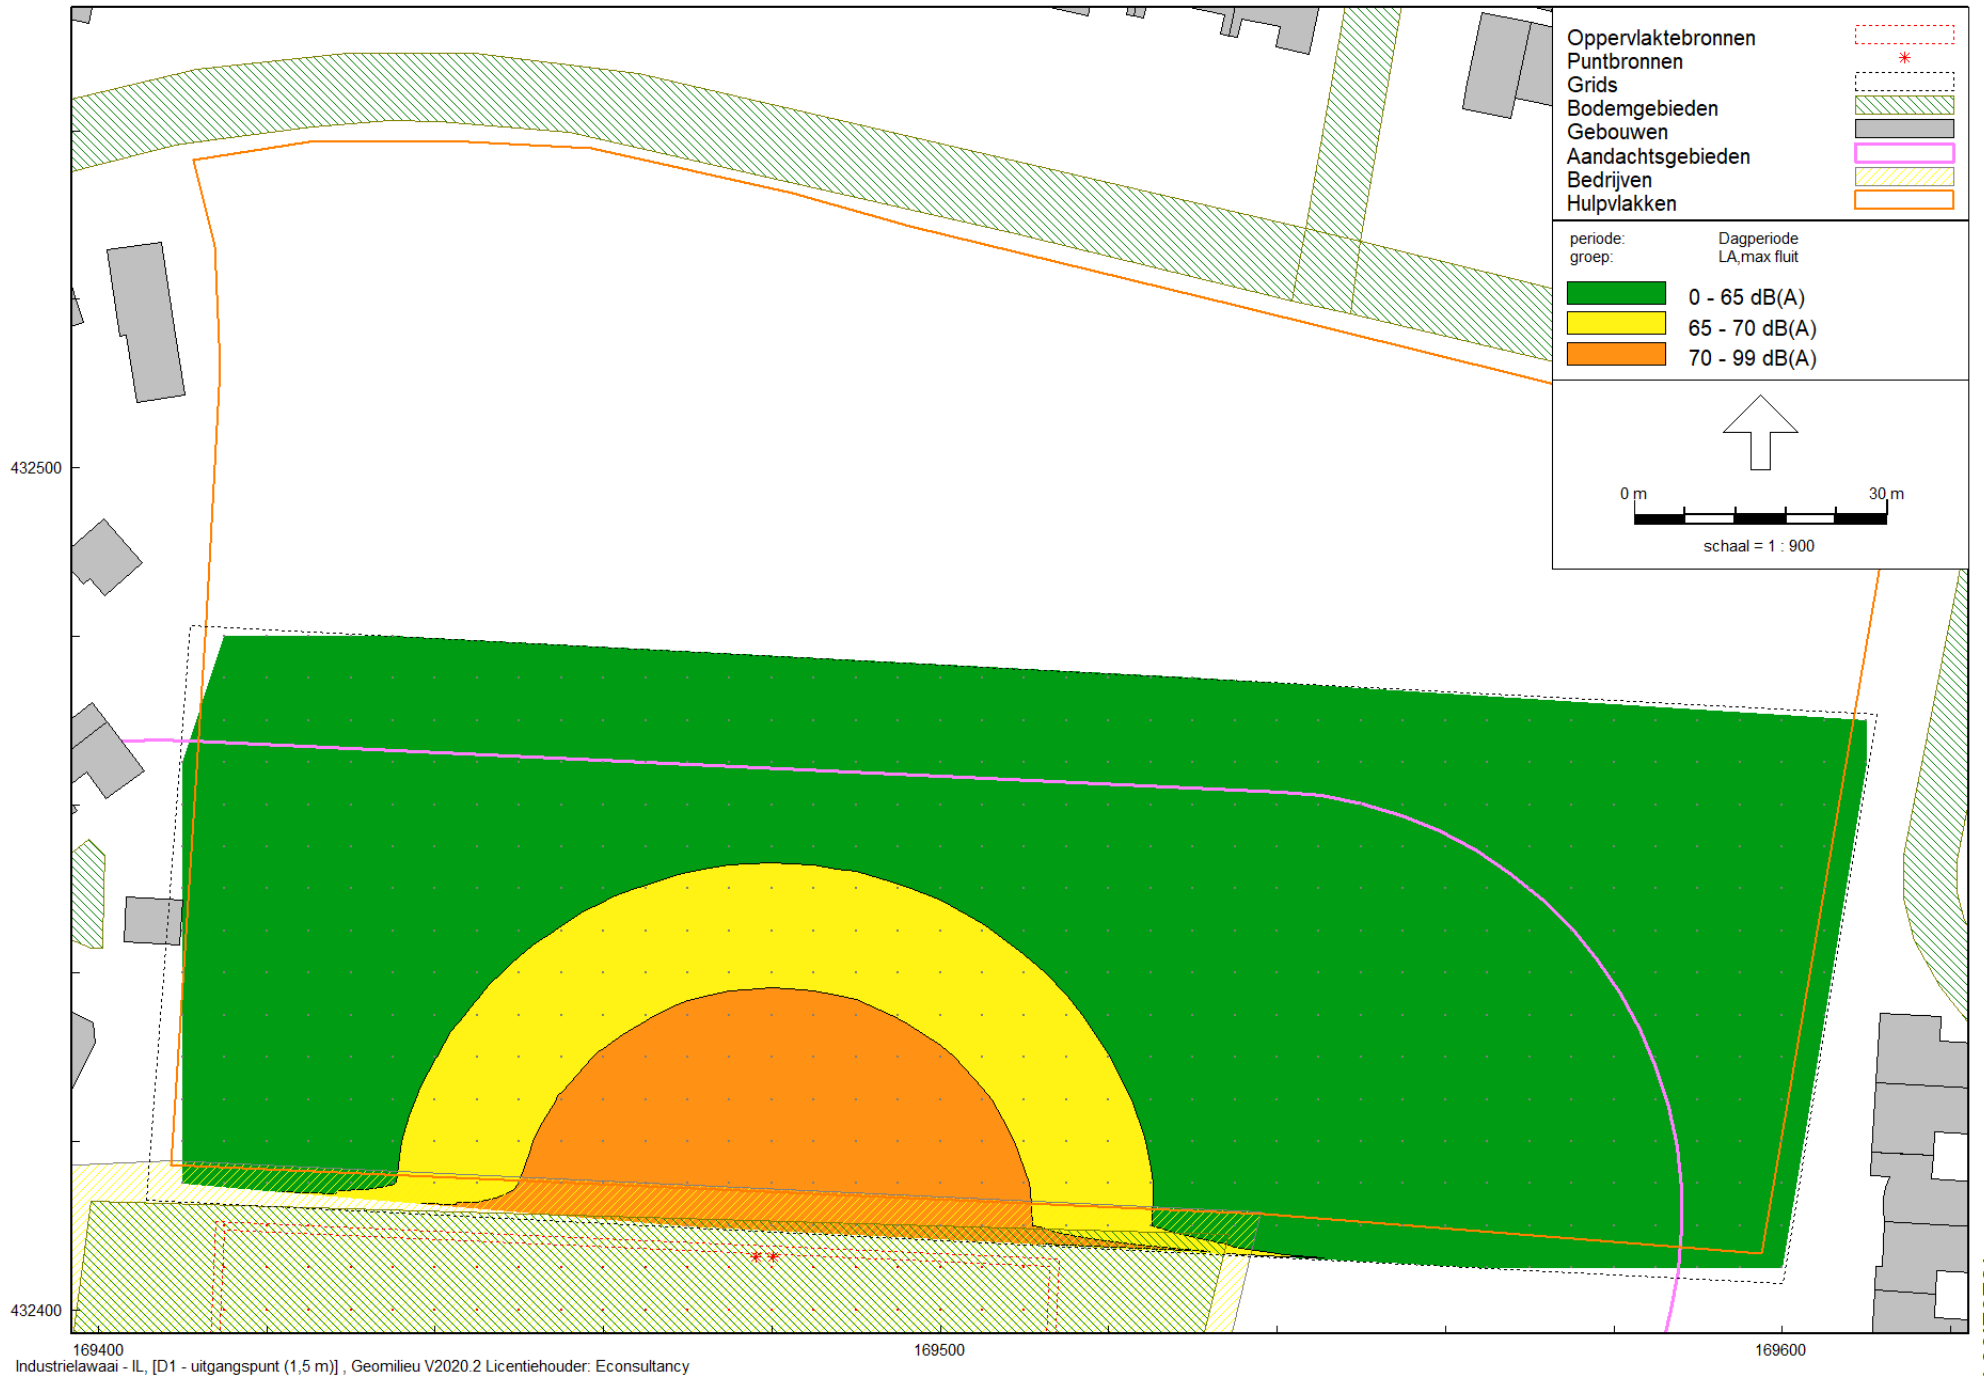 Oppervlaktebronnen
Puntbronnen
Grids
Bodemgebieden
Gebouwen
Aandachtsgebieden
Bedrijven
Hulpvlakken
periode: Dagperiode
groep: LA,max fluit
0 - 65 dB(A)
65 - 70 dB(A)
70 - 99 dB(A)
0 m 30 m
schaal = 1 : 900
432500
432400
169400 169500 169600
Industrielawaai - IL, [D1 - uitgangspunt (1,5 m)] , Geomilieu V2020.2 Licentiehouder: Econsultancy